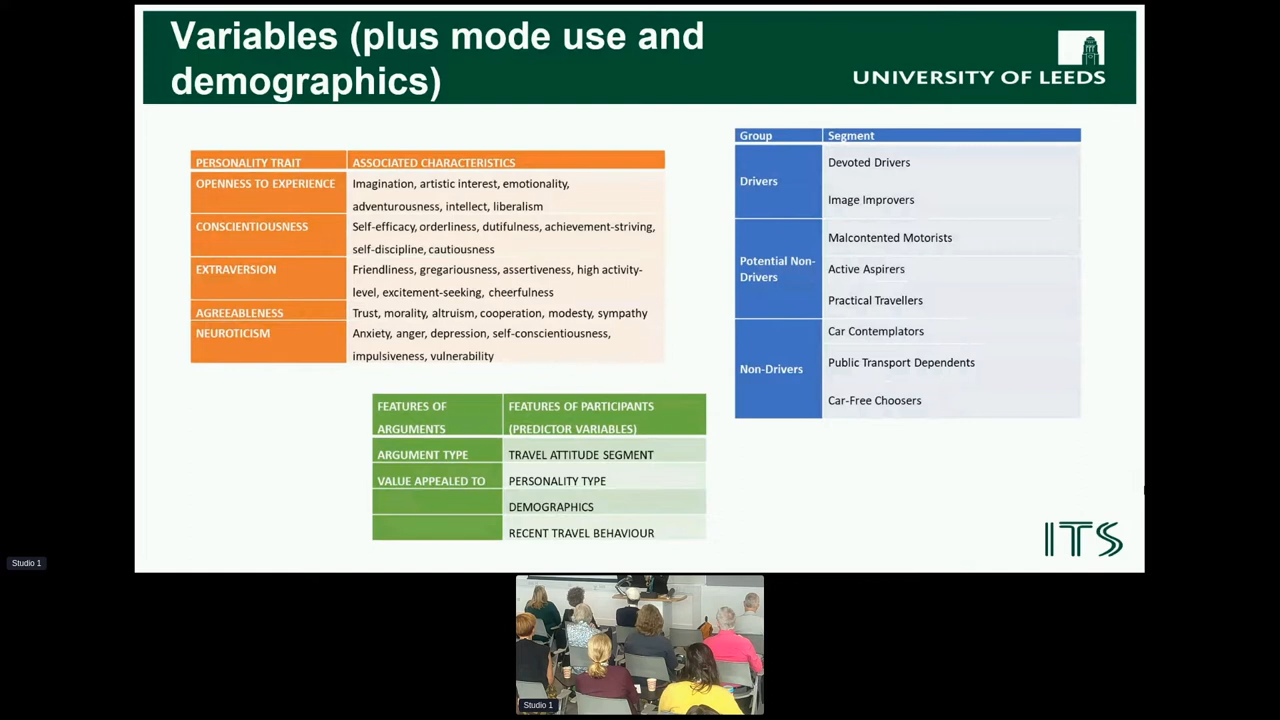 Variables (plus mode use and
demographics)
UNIVERSITY OF LEEDS
PERSONALITY TRAIT ASSOCIATED CHARACTERISTICS
OPENNESS TO EXPERIENCE Imagination, artistic interest, emotionality,
adventurousness, intellect, liberalism
CONSCIENTIOUSNESS Self-efficacy, orderliness, dutifulness, achievement-striving,
self-discipline, cautiousness
EXTRAVERSION Friendliness, gregariousness, assertiveness, high activity-
level, excitement-seeking, cheerfulness
AGREEABLENESS Trust, morality, altruism, cooperation, modesty, sympathy
NEUROTICISM Anxiety, anger, depression, self-conscientiousness,
impulsiveness, vulnerability
Group Segment
Drivers
Devoted Drivers
Image Improvers
Potential Non-
Drivers
Malcontented Motorists
Active Aspirers
Practical Travellers
Non-Drivers
Car Contemplators
Public Transport Dependents
Car-Free Choosers
FEATURES OF
ARGUMENTS
FEATURES OF PARTICIPANTS
(PREDICTOR VARIABLES)
ARGUMENT TYPE TRAVEL ATTITUDE SEGMENT
VALUE APPEALED TO PERSONALITY TYPE
DEMOGRAPHICS
RECENT TRAVEL BEHAVIOUR
ITS
Studio 1
Studio 1